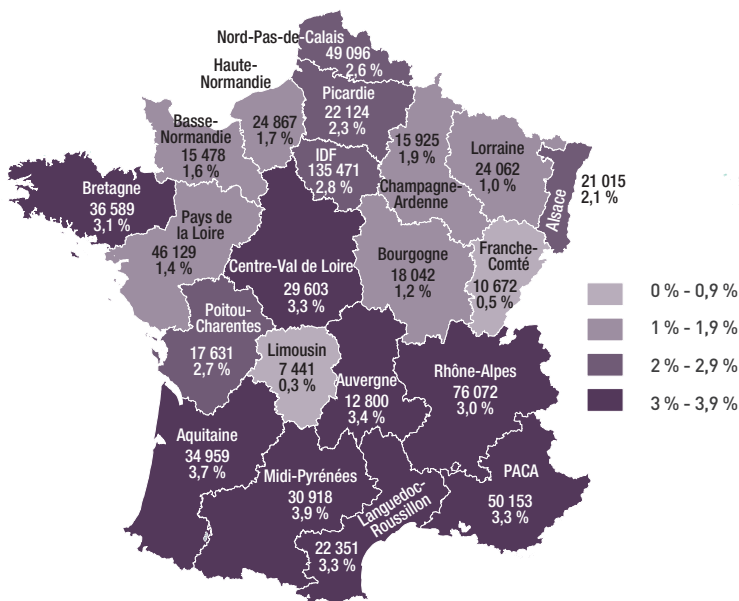 Nord-Pas-de-Calais
49 096
2,6 %
Haute-
Normandie
24 867
1,7 %
Picardie
22 124
2,3 %
Basse-
Normandie
15 478
1,6 %
IDF
135 471
2,8 %
15 925
1,9 %
Champagne-
Ardenne
Lorraine
24 062
1,0 %
Alsace
21 015
2,1 %
Bretagne
36 589
3,1 %
Pays de
la Loire
46 129
1,4 %
Centre-Val de Loire
29 603
3,3 %
Bourgogne
18 042
1,2 %
Franche-
Comté
10 672
0,5 %
Poitou-
Charentes
17 631
2,7 %
Limousin
7 441
0,3 %
Auvergne
12 800
3,4 %
Rhône-Alpes
76 072
3,0 %
Aquitaine
34 959
3,7 %
Midi-Pyrénées
30 918
3,9 %
Languedoc-
Roussillon
22 351
3,3 %
PACA
50 153
3,3 %
0 % - 0,9 %
1 % - 1,9 %
2 % - 2,9 %
3 % - 3,9 %